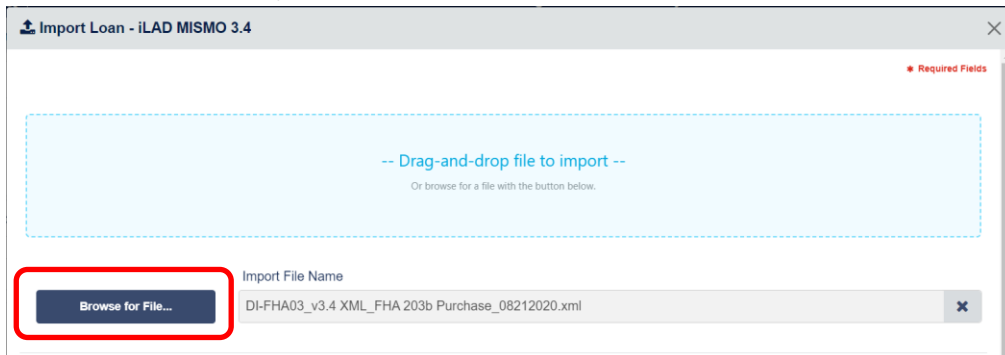 Import Loan - iLAD MISMO 3.4
* Required Fields
-- Drag-and-drop file to import --
Or browse for a file with the button below.
Import File Name
Browse for File...
DI-FHA03_v3.4 XML_FHA 203b Purchase_08212020.xml